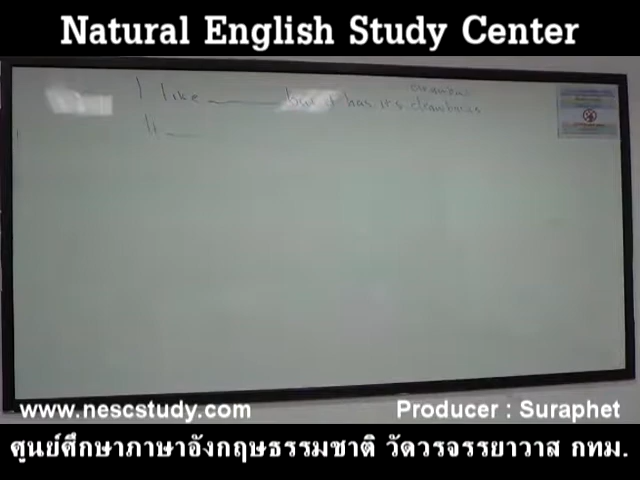 Natural English Study Center
I like ______ but it has it's drawbacks
It ____
www.nescstudy.com
Producer : Suraphet
ศูนย์ศึกษาภาษาอังกฤษธรรมชาติ วัดวรจรรยาวาส กทม.